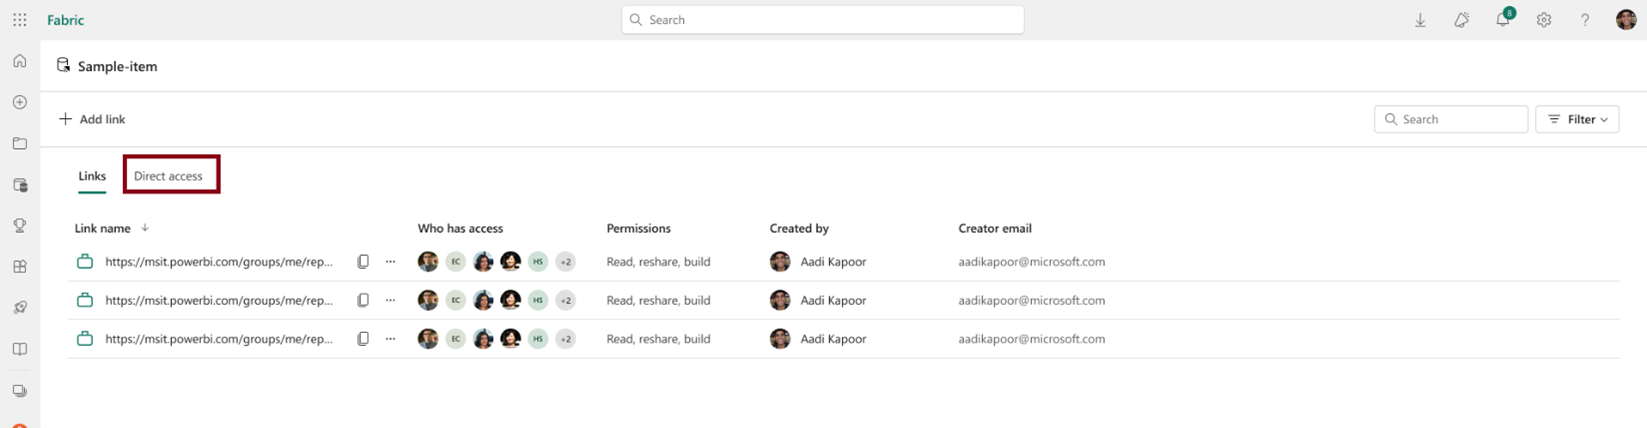 Fabric
Search
8
?
Sample-item
Add link
Search
Filter
Links
Direct access
Link name
Who has access
Permissions
Created by
Creator email
https://msit.powerbi.com/groups/me/rep... ... EC HS +2 Read, reshare, build Aadi Kapoor aadikapoor@microsoft.com
https://msit.powerbi.com/groups/me/rep... ... EC HS +2 Read, reshare, build Aadi Kapoor aadikapoor@microsoft.com
https://msit.powerbi.com/groups/me/rep... ... EC HS +2 Read, reshare, build Aadi Kapoor aadikapoor@microsoft.com